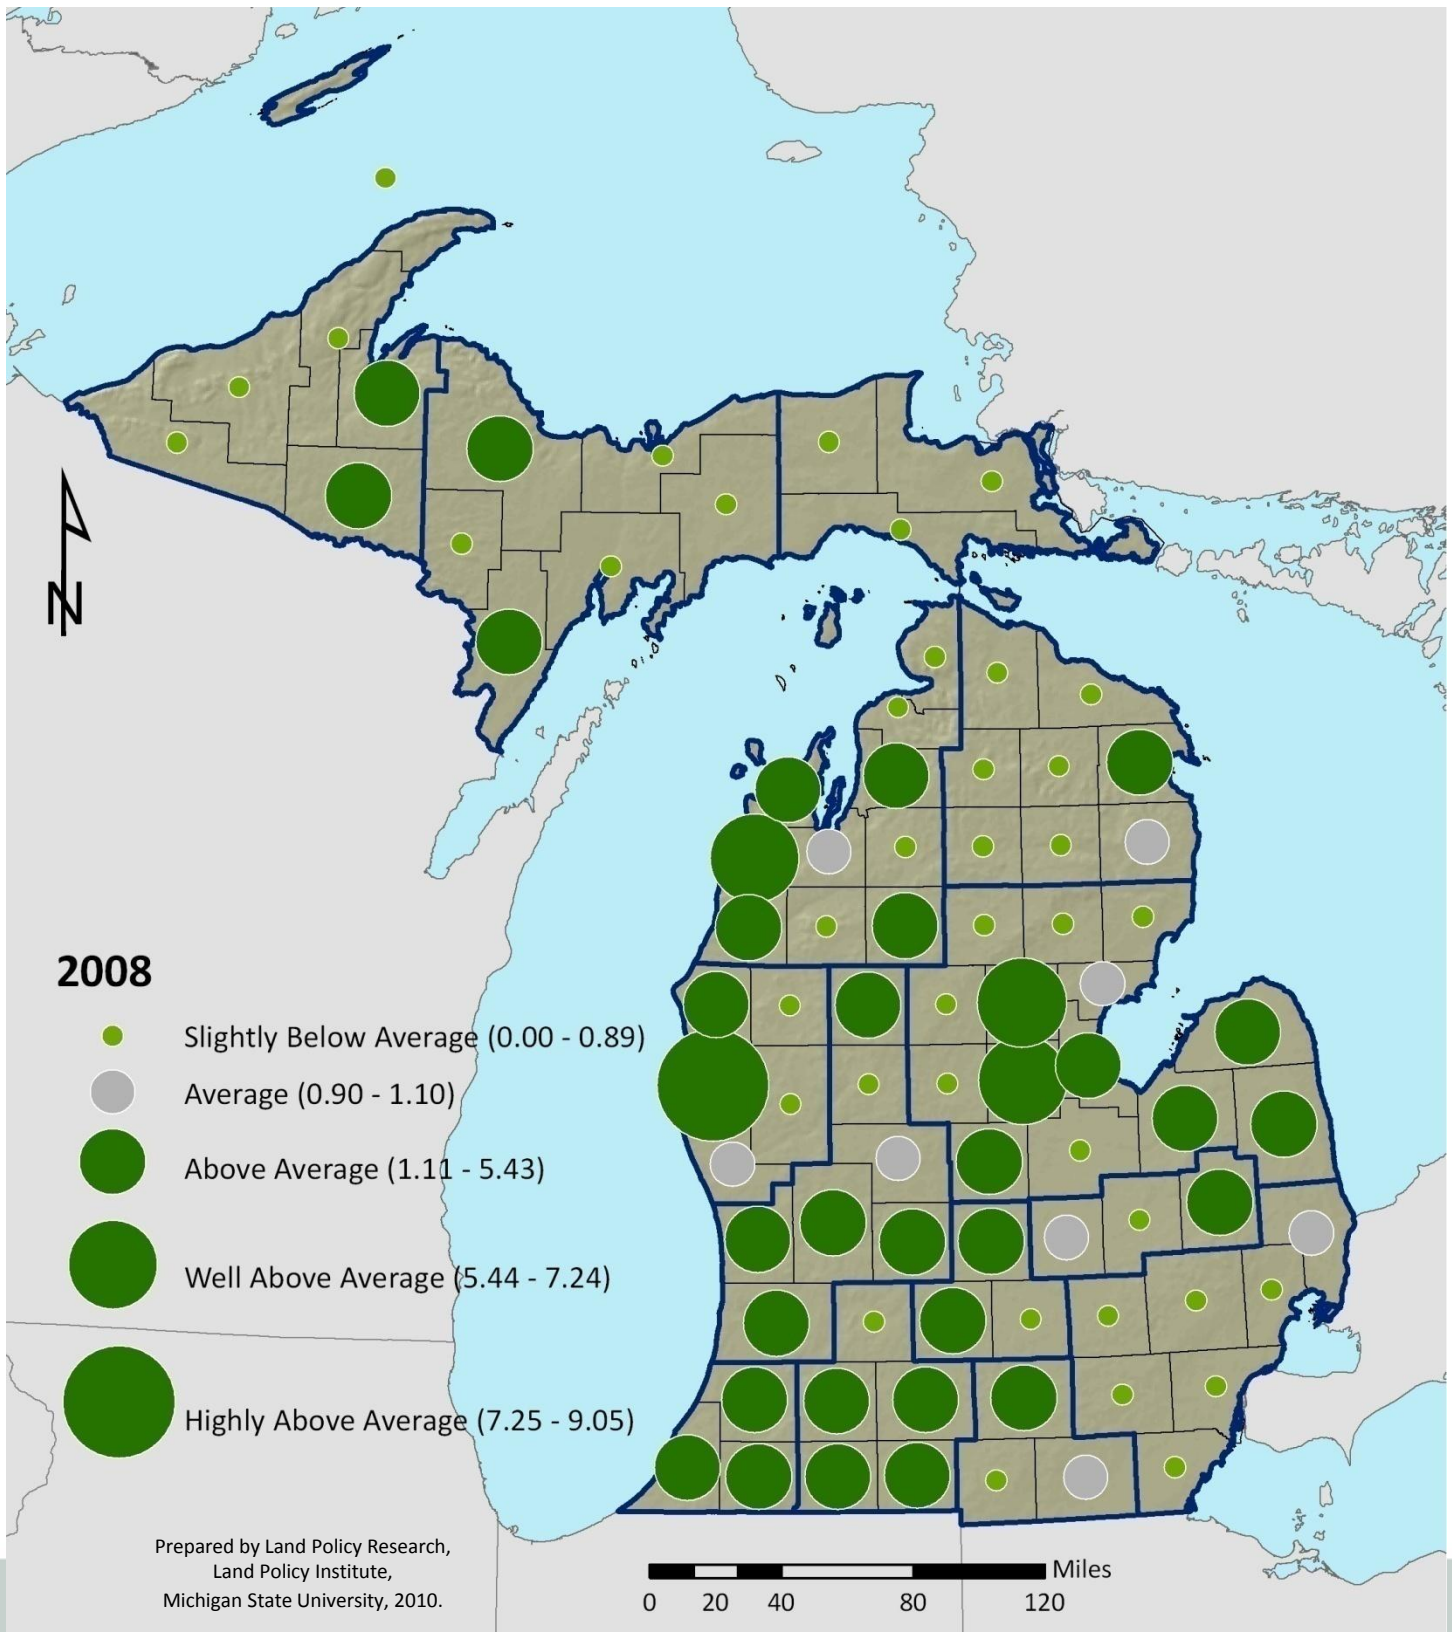 N
2008
Slightly Below Average (0.00 - 0.89)
Average (0.90 - 1.10)
Above Average (1.11 - 5.43)
Well Above Average (5.44 - 7.24)
Highly Above Average (7.25 - 9.05)
Prepared by Land Policy Research,
Land Policy Institute,
Michigan State University, 2010.
Miles
0 20 40 80 120